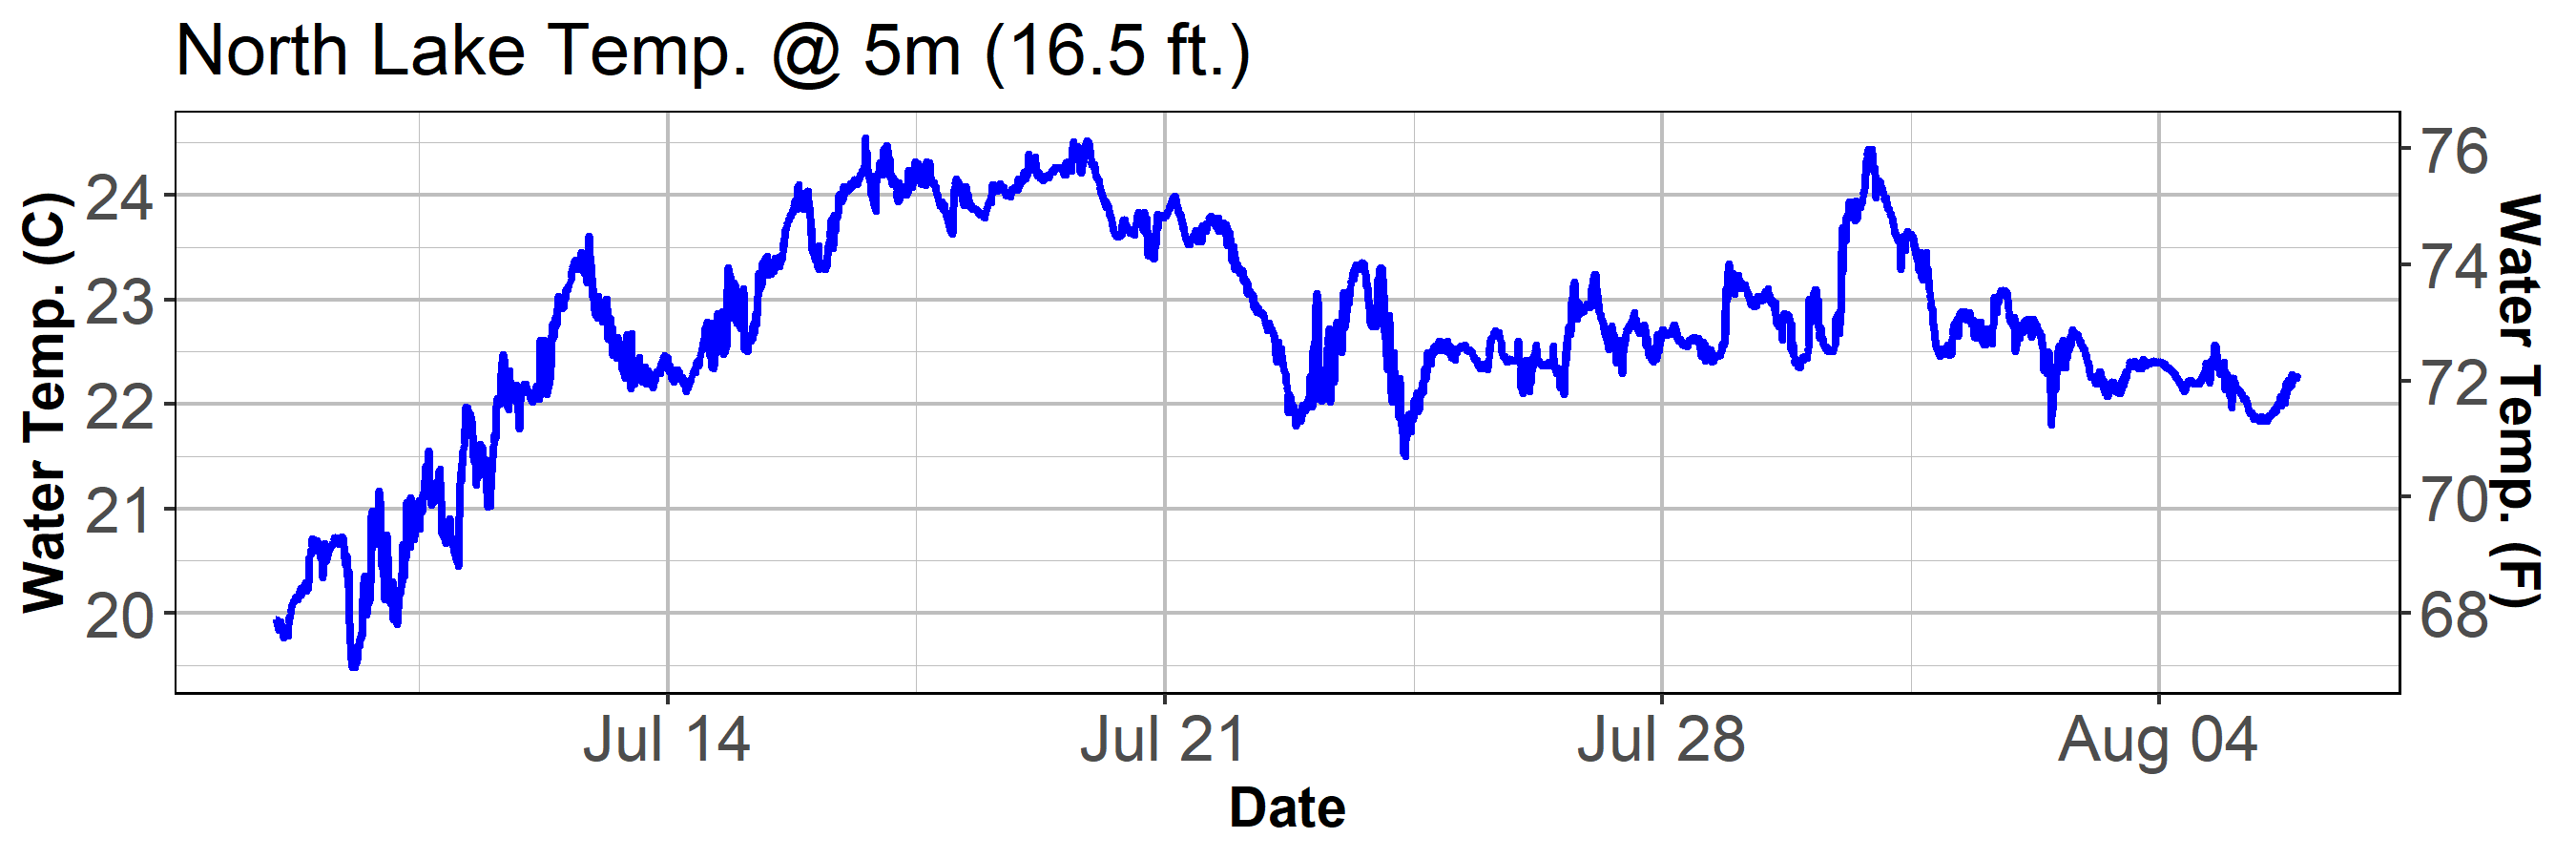 North Lake Temp. @ 5m (16.5 ft.)
Water Temp. (C)
24
23
22
21
20
76
74
72
70
68
Water Temp. (F)
Jul 14
Jul 21
Jul 28
Aug 04
Date